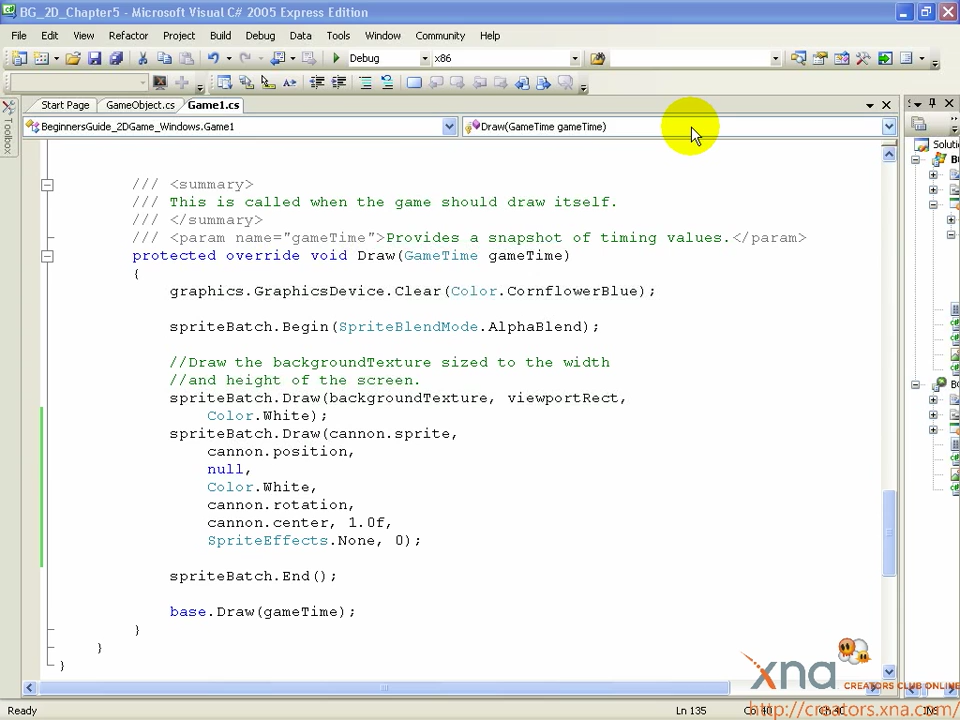 BG_2D_Chapter5 - Microsoft Visual C# 2005 Express Edition
File Edit View Refactor Project Build Debug Data Tools Window Community Help
Debug x86
Start Page GameObject.cs Game1.cs
BeginnersGuide_2DGame_Windows.Game1 Draw(GameTime gameTime)
Toolbox
Soluti
/// <summary>
/// This is called when the game should draw itself.
/// </summary>
/// <param name="gameTime">Provides a snapshot of timing values.</param>
protected override void Draw(GameTime gameTime)
{
graphics.GraphicsDevice.Clear(Color.CornflowerBlue);
spriteBatch.Begin(SpriteBlendMode.AlphaBlend);
//Draw the backgroundTexture sized to the width
//and height of the screen.
spriteBatch.Draw(backgroundTexture, viewportRect,
Color.White);
spriteBatch.Draw(cannon.sprite,
cannon.position,
null,
Color.White,
cannon.rotation,
cannon.center, 1.0f,
SpriteEffects.None, 0);
spriteBatch.End();
base.Draw(gameTime);
}
}
}
xna
CREATORS CLUB ONLINE
Ready Ln 135
http://creators.xna.com/